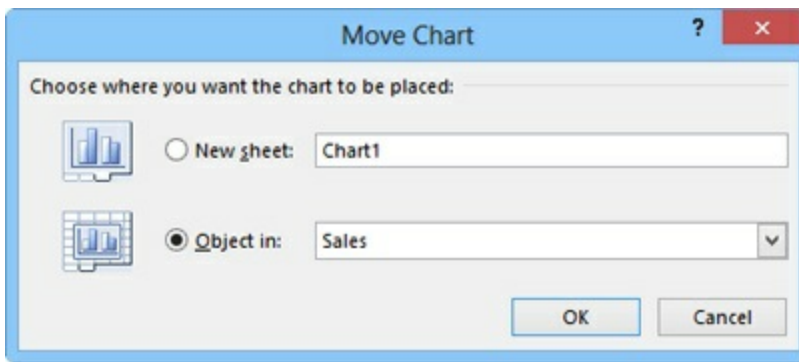 Move Chart ?
Choose where you want the chart to be placed:
New sheet: Chart1
Object in: Sales
OK Cancel